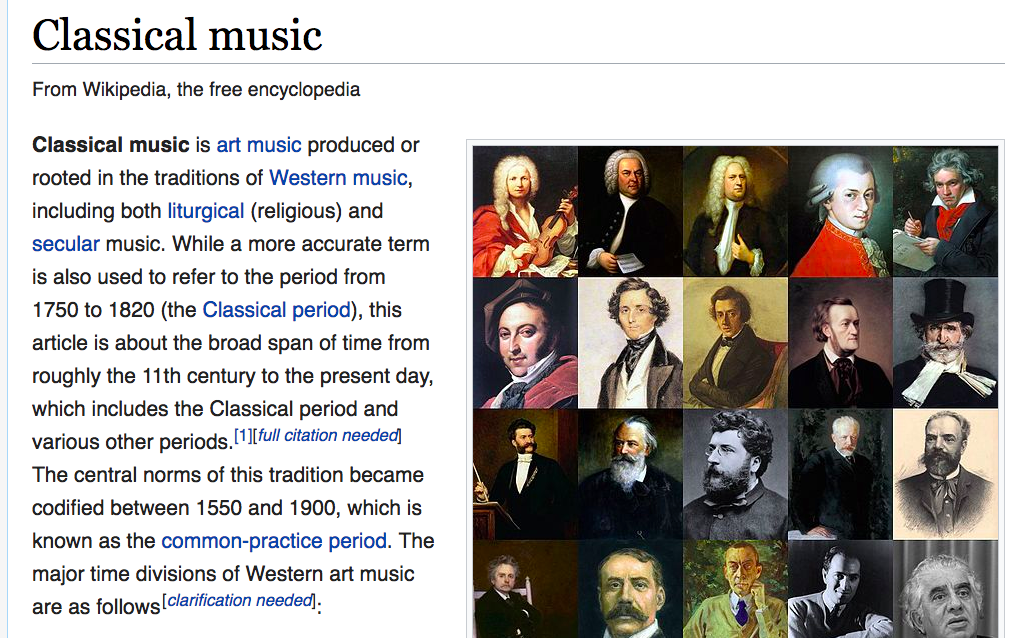 Classical music
From Wikipedia, the free encyclopedia
Classical music is art music produced or
rooted in the traditions of Western music,
including both liturgical (religious) and
secular music. While a more accurate term
is also used to refer to the period from
1750 to 1820 (the Classical period), this
article is about the broad span of time from
roughly the 11th century to the present day,
which includes the Classical period and
various other periods.[1][full citation needed]
The central norms of this tradition became
codified between 1550 and 1900, which is
known as the common-practice period. The
major time divisions of Western art music
are as follows[clarification needed]: